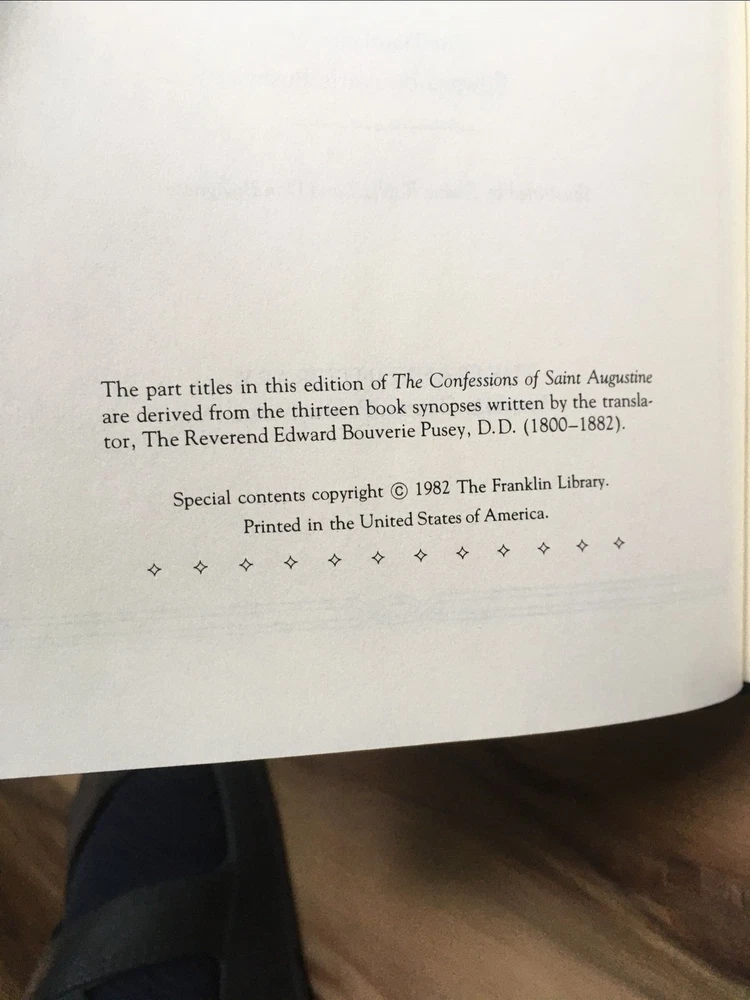 The part titles in this edition of The Confessions of Saint Augustine
are derived from the thirteen book synopses written by the transla-
tor, The Reverend Edward Bouverie Pusey, D.D. (1800–1882).
Special contents copyright © 1982 The Franklin Library.
Printed in the United States of America.